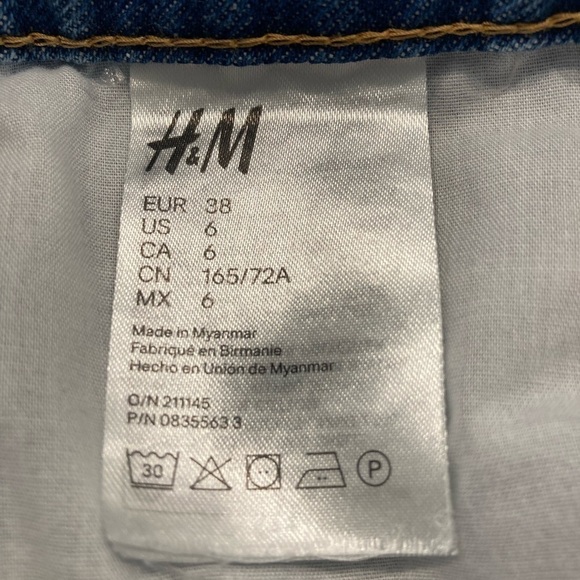 H&M
EUR 38
US 6
CA 6
CN 165/72A
MX 6
Made in Myanmar
Fabriqué en Birmanie
Hecho en Unión de Myanmar
O/N 211145
P/N 0835563 3
30
P